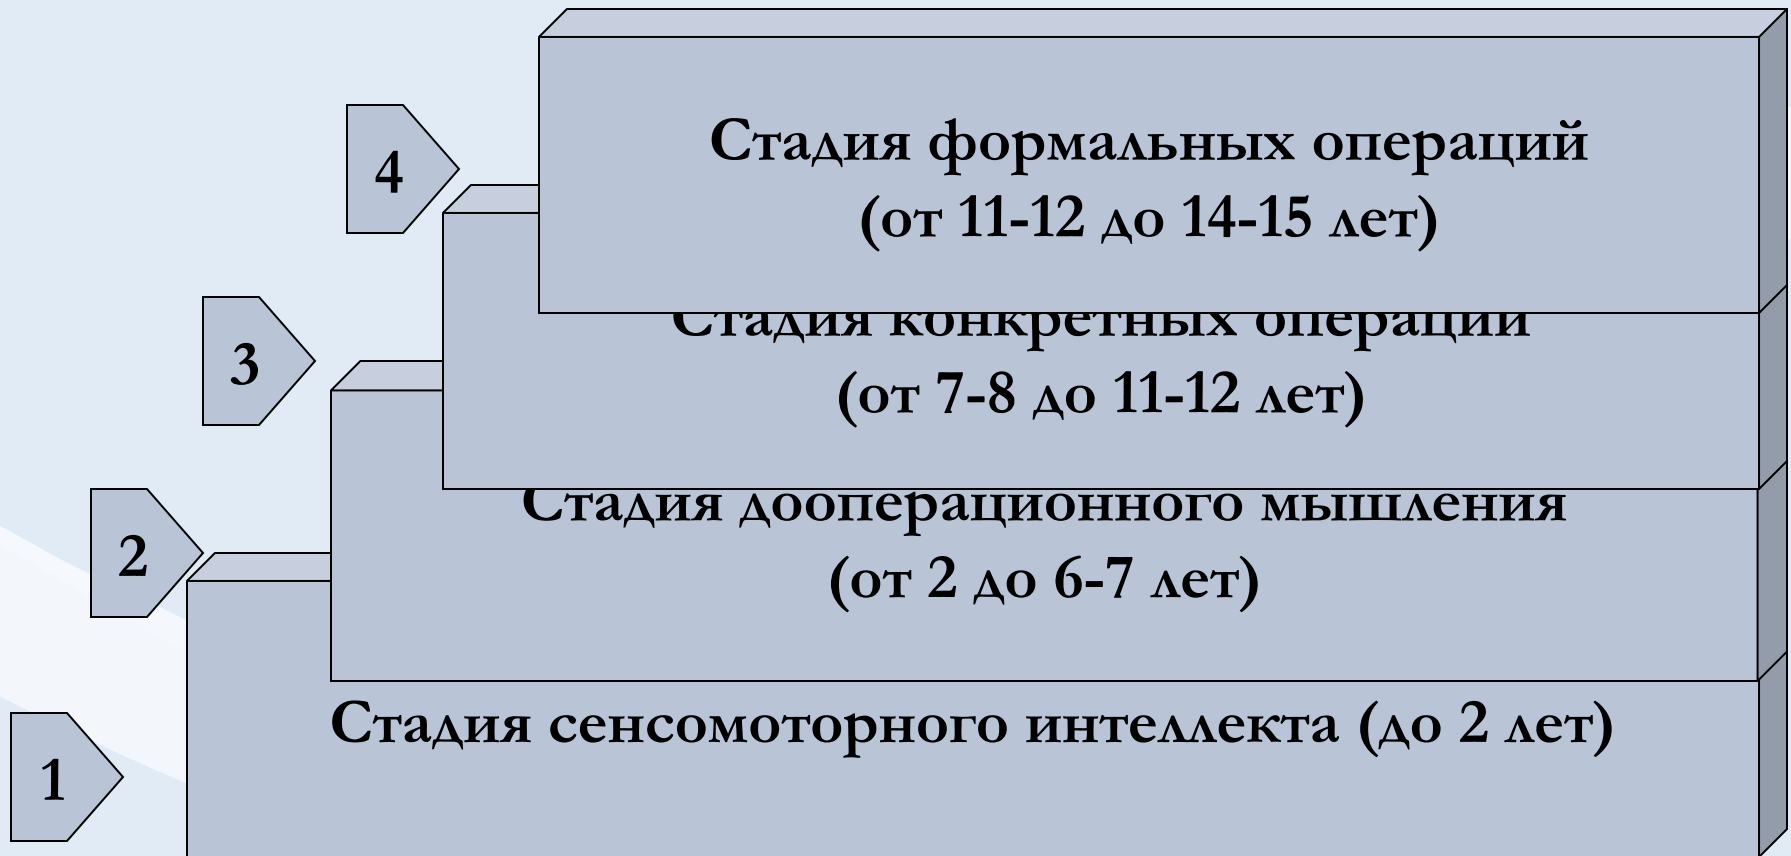 4
Стадия формальных операций
(от 11-12 до 14-15 лет)
3
Стадия конкретных операций
(от 7-8 до 11-12 лет)
2
Стадия дооперационного мышления
(от 2 до 6-7 лет)
1
Стадия сенсомоторного интеллекта (до 2 лет)